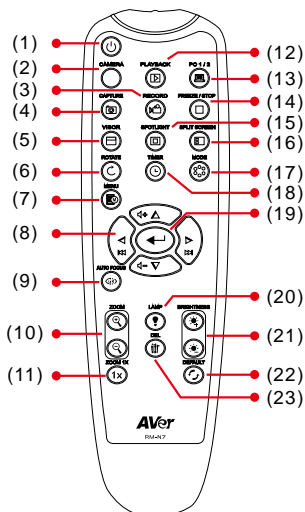 (1)
(2)
(3)
(4)
(5)
(6)
(7)
(8)
(9)
(10)
(11)
CAMERA
PLAYBACK
PC 1 / 2
CAPTURE
RECORD
FREEZE / STOP
VISOR
SPOTLIGHT
SPLIT SCREEN
ROTATE
TIMER
MODE
MENU
AUTO FOCUS
ZOOM
LAMP
BRIGHTNESS
ZOOM 1X
DEL
DEFAULT
1x
AVer
RM-N7
(12)
(13)
(14)
(15)
(16)
(17)
(18)
(19)
(20)
(21)
(22)
(23)